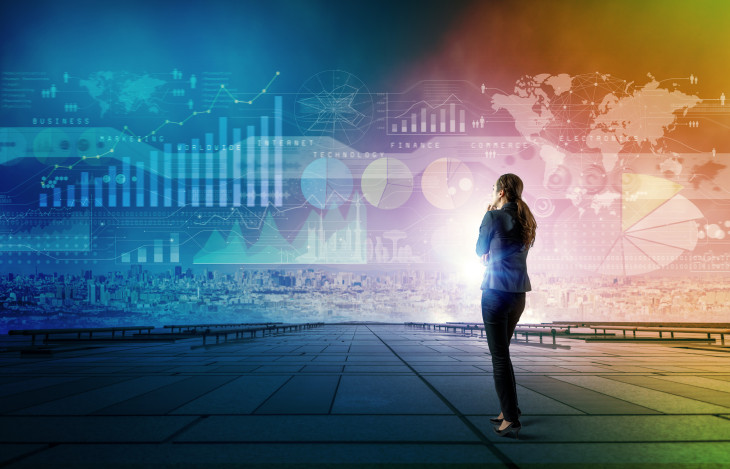 BUSINESS
MARKETING
WORLDWIDE
INTERNET
TECHNOLOGY
FINANCE
COMMERCE
ELECTRONICS